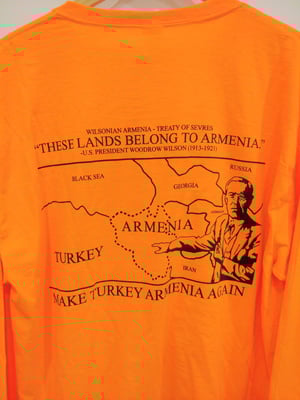 WILSONIAN ARMENIA - TREATY OF SEVRES
"THESE LANDS BELONG TO ARMENIA."
-U.S. PRESIDENT WOODROW WILSON (1913-1921)
RUSSIA
BLACK SEA
GEORGIA
ARMENIA
TURKEY
IRAN
MAKE TURKEY ARMENIA AGAIN